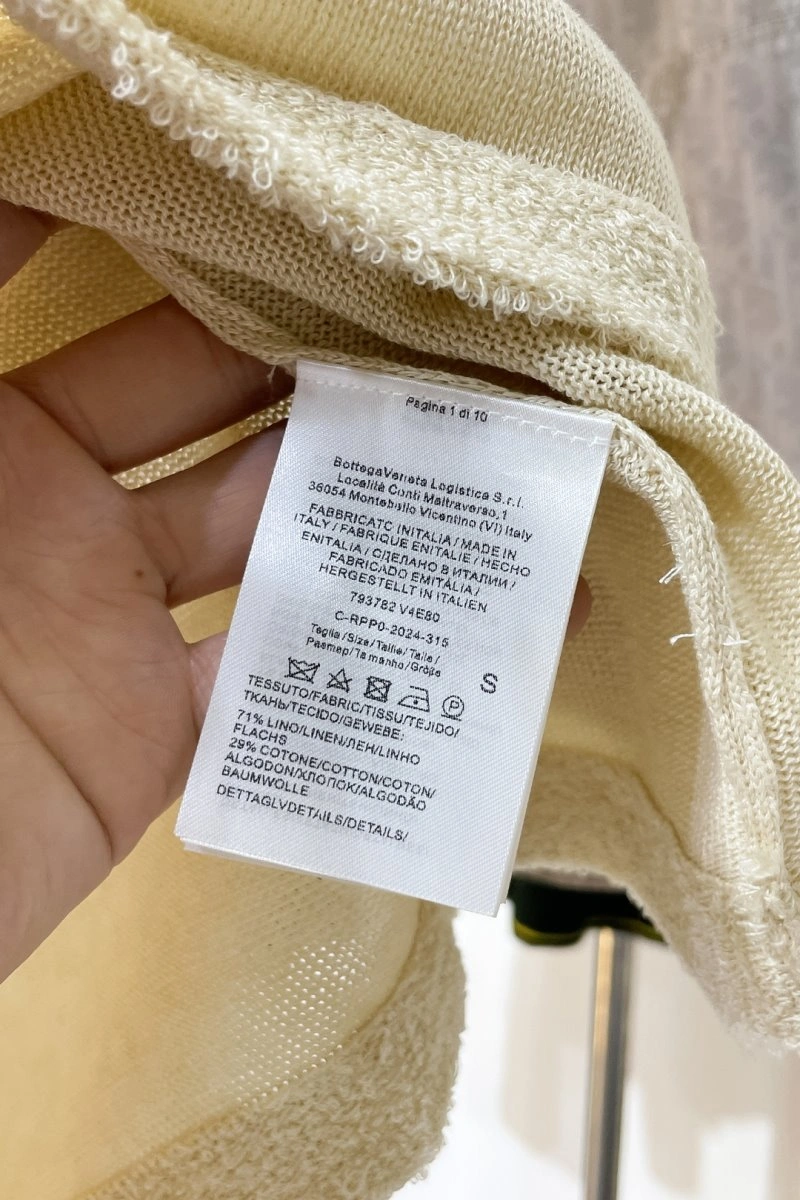 Pagina 1 di 10
BottegaVeneta Logistica S.r.l.
Località Conti Maltraverso,1
36054 Montebello Vicentino (VI) Italy
FABBRICATO INITALIA / MADE IN
ITALY / FABRIQUE ENITALIE / HECHO
ENITALIA / СДЕЛАНО В ИТАЛИИ /
FABRICADO EMITÁLIA /
HERGESTELLT IN ITALIEN
793782 V4E80
C-RPP0-2024-315
Taglia/Size/Taille/Talla/
Размер/Tamanho/Größe
S
P
TESSUTO/FABRIC/TISSU/TEJIDO/
ТКАНЬ/TECIDO/GEWEBE:
71% LINO/LINEN/ЛЕН/LINHO
FLACHS
29% COTONE/COTTON/COTON/
ALGODON/ХЛОПОК/ALGODÃO
BAUMWOLLE
DETTAGLI/DETAILS/DETAILS/